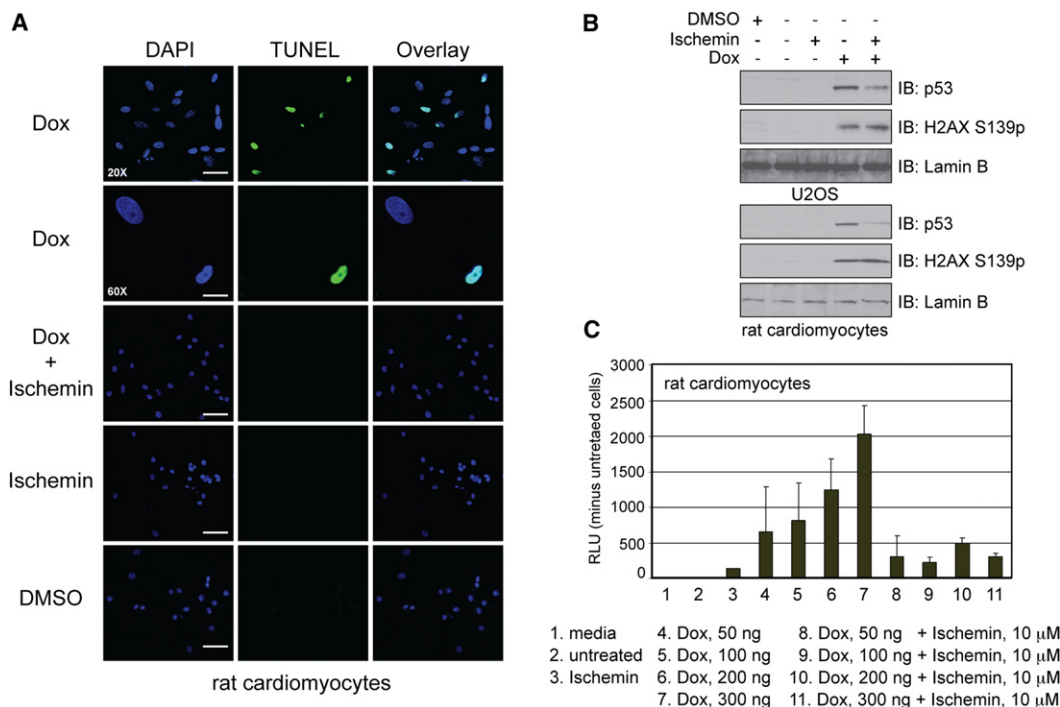 A
DAPI TUNEL Overlay
Dox
20X
Dox
60X
Dox
+
Ischemin
Ischemin
DMSO
rat cardiomyocytes
B
DMSO + - - - -
Ischemin - - + - +
Dox - - - + +
IB: p53
IB: H2AX S139p
IB: Lamin B
U2OS
IB: p53
IB: H2AX S139p
IB: Lamin B
rat cardiomyocytes
C
RLU (minus untretaed cells)
3000
2500
2000
1500
1000
500
0
rat cardiomyocytes
1 2 3 4 5 6 7 8 9 10 11
1. media 4. Dox, 50 ng 8. Dox, 50 ng + Ischemin, 10 µM
2. untreated 5. Dox, 100 ng 9. Dox, 100 ng + Ischemin, 10 µM
3. Ischemin 6. Dox, 200 ng 10. Dox, 200 ng + Ischemin, 10 µM
7. Dox, 300 ng 11. Dox, 300 ng + Ischemin, 10 µM